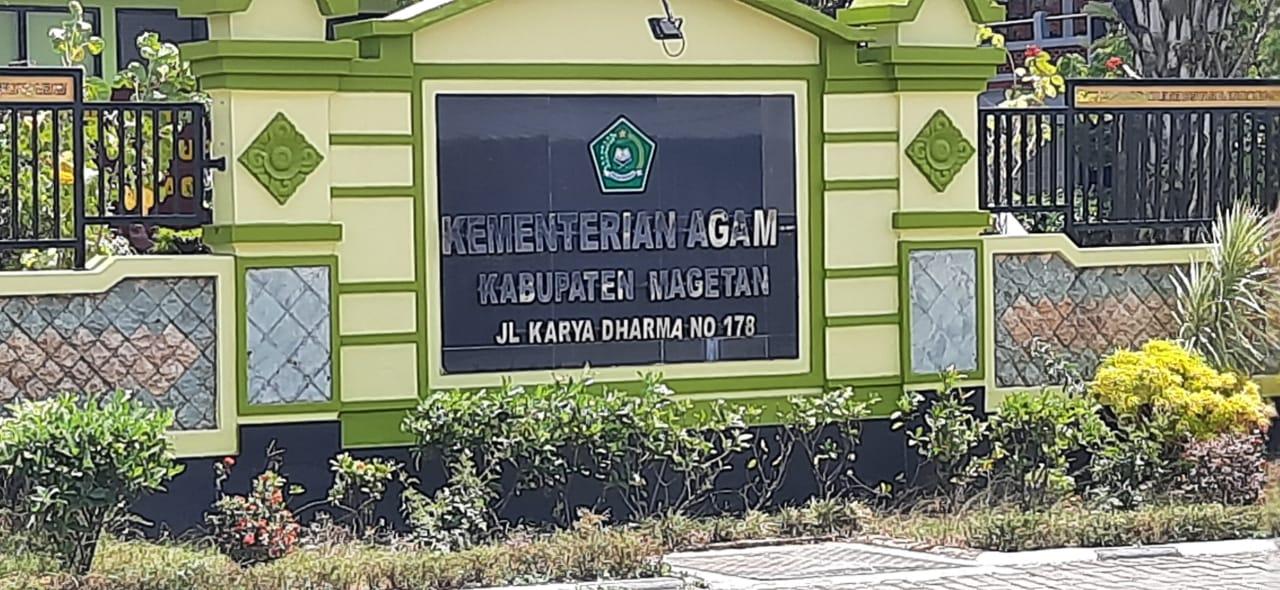 KEMENTERIAN AGAM
KABUPATEN MAGETAN
JL KARYA DHARMA NO 178